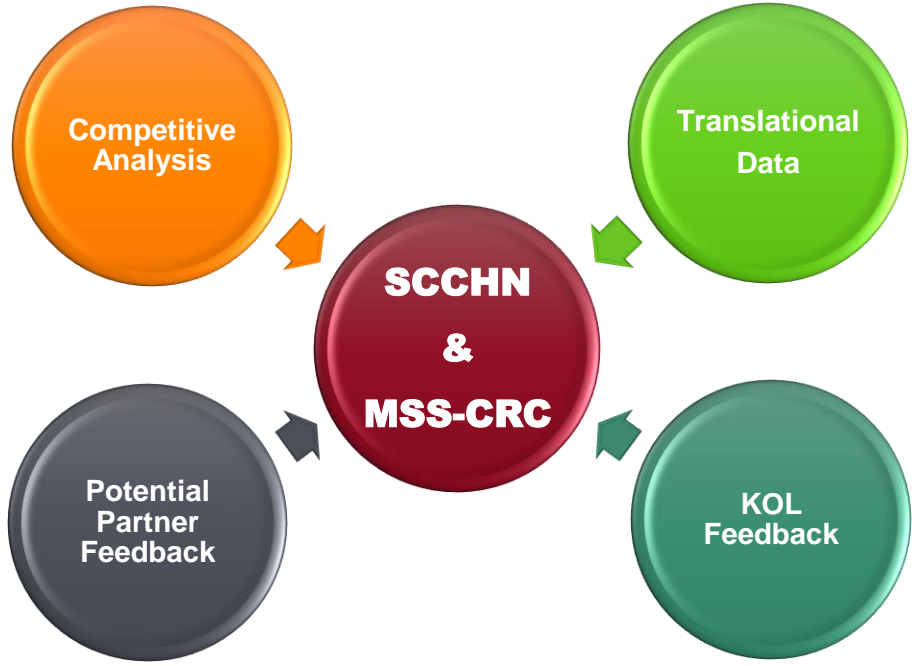 Competitive
Analysis
Translational
Data
SCCHN
&
MSS-CRC
Potential
Partner
Feedback
KOL
Feedback